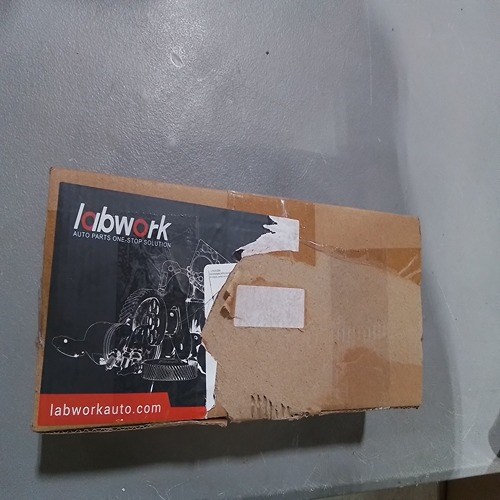 labwork
AUTO PARTS ONE-STOP SOLUTION
labworkauto.com